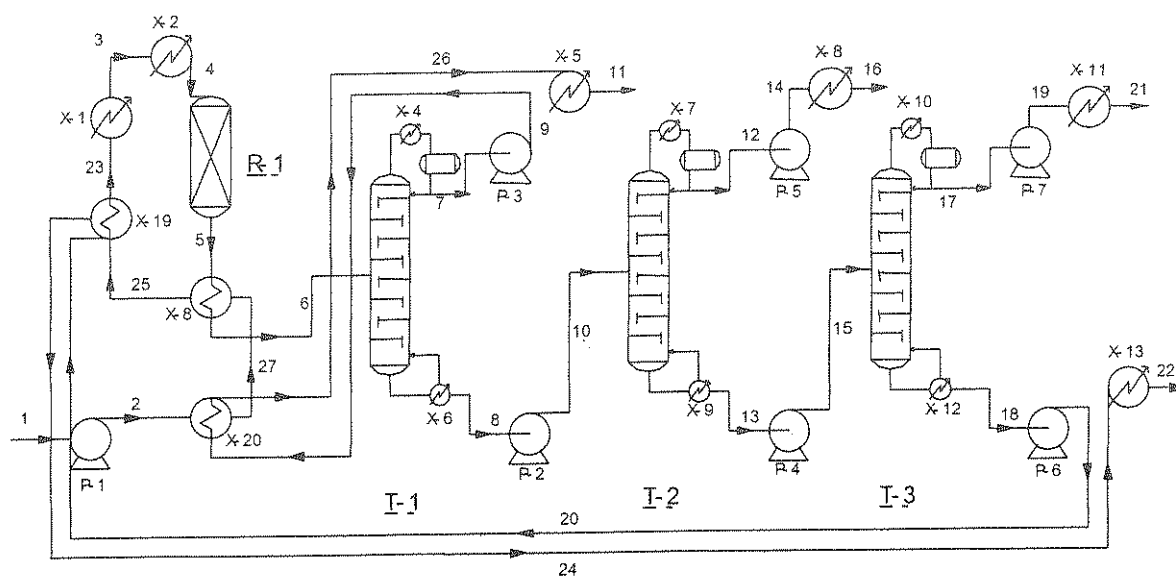 X-2
3
4
26
X-5
11
X-8
16
14
X-11
19
21
X-1
X-4
9
X-7
12
X-10
23
R-1
7
P-3
P-5
17
P-7
X-19
5
25
6
X-8
10
15
27
X-13
22
1
2
X-20
X-6
8
X-9
13
X-12
18
P-1
P-2
P-4
P-6
T-1
T-2
T-3
20
24